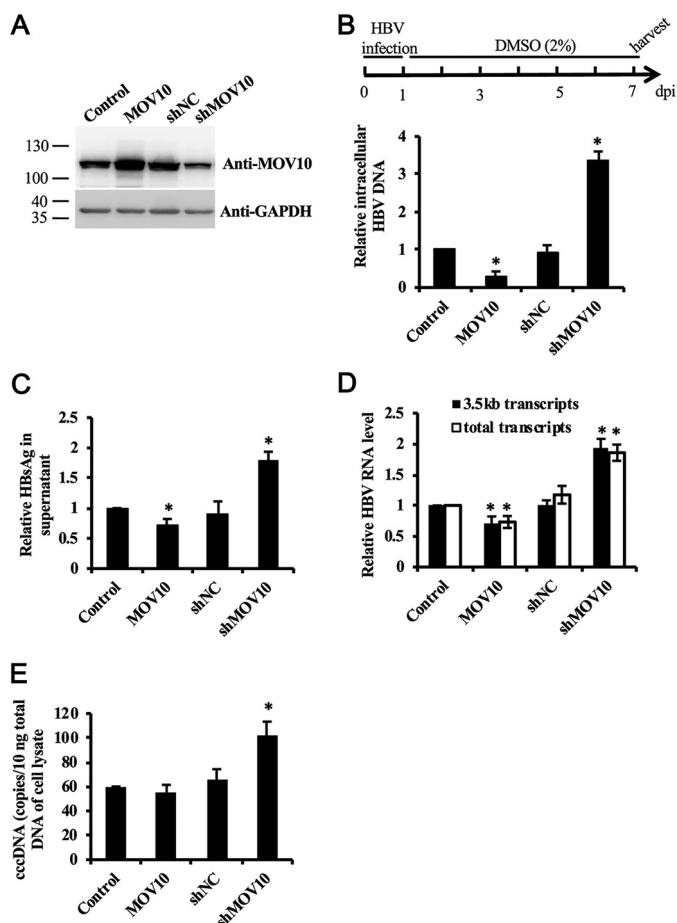 A
Control MOV10 shNC shMOV10
130
100
Anti-MOV10
40
35
Anti-GAPDH
B
HBV
infection
DMSO (2%)
harvest
0 1 3 5 7 dpi
Relative intracellular
HBV DNA
4
3
2
1
0
*
*
Control MOV10 shNC shMOV10
C
Relative HBsAg in
supernatant
2.5
2
1.5
1
0.5
0
*
*
Control MOV10 shNC shMOV10
D
3.5kb transcripts
total transcripts
Relative HBV RNA level
2.5
2
1.5
1
0.5
0
* *
* *
Control MOV10 shNC shMOV10
E
cccDNA (copies/10 ng total
DNA of cell lysate
120
100
80
60
40
20
0
*
Control MOV10 shNC shMOV10